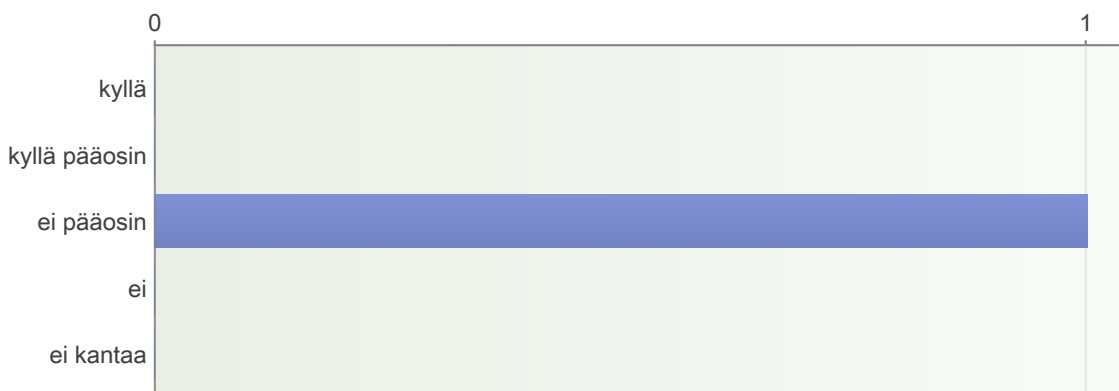 0 1
kyllä
kyllä pääosin
ei pääosin
ei
ei kantaa